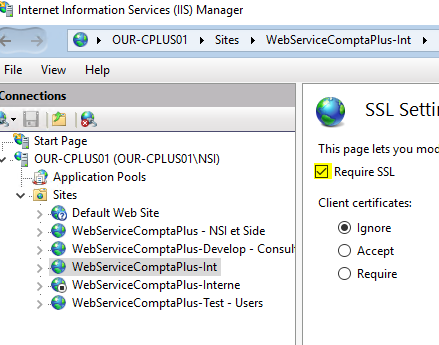 Internet Information Services (IIS) Manager
OUR-CPLUS01 Sites WebServiceComptaPlus-Int
File View Help
Connections
Start Page
OUR-CPLUS01 (OUR-CPLUS01\NSI)
Application Pools
Sites
Default Web Site
WebServiceComptaPlus - NSI et Side
WebServiceComptaPlus-Develop - Consult
WebServiceComptaPlus-Int
WebServiceComptaPlus-Interne
WebServiceComptaPlus-Test - Users
SSL Setti
This page lets you mod
Require SSL
Client certificates:
Ignore
Accept
Require